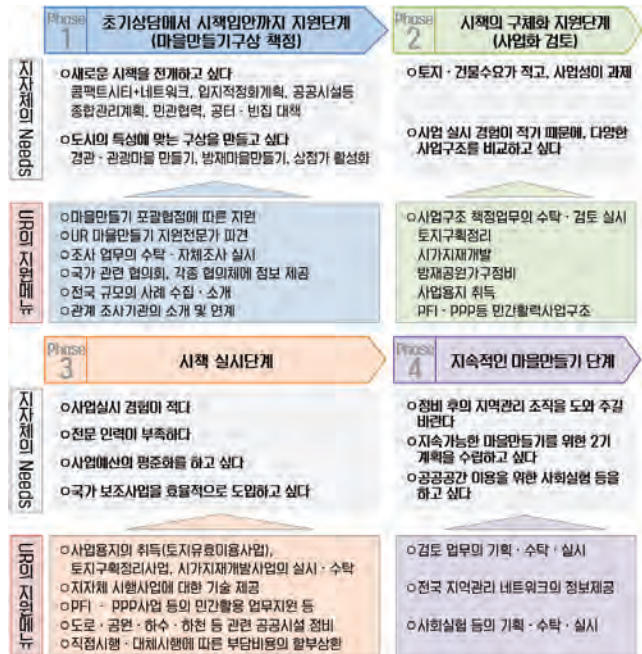 Phase 1
초기상담에서 시책입안까지 지원단계
(마을만들기구상 책정)
Phase 2
시책의 구체화 지원단계
(사업화 검토)
지자체의 Needs
ㅇ새로운 시책을 전개하고 싶다
콤팩트시티+네트워크, 입지적정화계획, 공공시설등
종합관리계획, 민관협력, 공터 · 빈집 대책
ㅇ도시의 특성에 맞는 구상을 만들고 싶다
경관 · 관광마을 만들기, 방재마을만들기, 상점가 활성화
ㅇ토지 · 건물수요가 적고, 사업성이 과제
ㅇ사업 실시 경험이 적기 때문에, 다양한
사업구조를 비교하고 싶다
UR의 지원메뉴
ㅇ마을만들기 포괄협정에 따른 지원
ㅇUR 마을만들기 지원전문가 파견
ㅇ조사 업무의 수탁 · 자체조사 실시
ㅇ국가 관련 협의회, 각종 협의체에 정보 제공
ㅇ전국 규모의 사례 수집 · 소개
ㅇ관계 조사기관의 소개 및 연계
ㅇ사업구조 책정업무의 수탁 · 검토 실시
토지구획정리
시가지재개발
방재공원가구정비
사업용지 취득
PFI · PPP등 민간활력사업구조
Phase 3
시책 실시단계
Phase 4
지속적인 마을만들기 단계
지자체의 Needs
ㅇ사업실시 경험이 적다
ㅇ전문 인력이 부족하다
ㅇ사업예산의 평준화를 하고 싶다
ㅇ국가 보조사업을 효율적으로 도입하고 싶다
ㅇ정비 후의 지역관리 조직을 도와 주길
바란다
ㅇ지속가능한 마을만들기를 위한 2기
계획을 수립하고 싶다
ㅇ공공공간 이용을 위한 사회실험 등을
하고 싶다
UR의 지원메뉴
ㅇ사업용지의 취득(토지유효이용사업),
토지구획정리사업, 시가지재개발사업의 실시 · 수탁
ㅇ지자체 시행사업에 대한 기술 제공
ㅇPFI · PPP사업 등의 민간활용 업무지원 등
ㅇ도로 · 공원 · 하수 · 하천 등 관련 공공시설 정비
ㅇ직접시행 · 대체시행에 따른 부담비용의 할부상환
ㅇ검토 업무의 기획 · 수탁 · 실시
ㅇ전국 지역관리 네트워크의 정보제공
ㅇ사회실험 등의 기획 · 수탁 · 실시